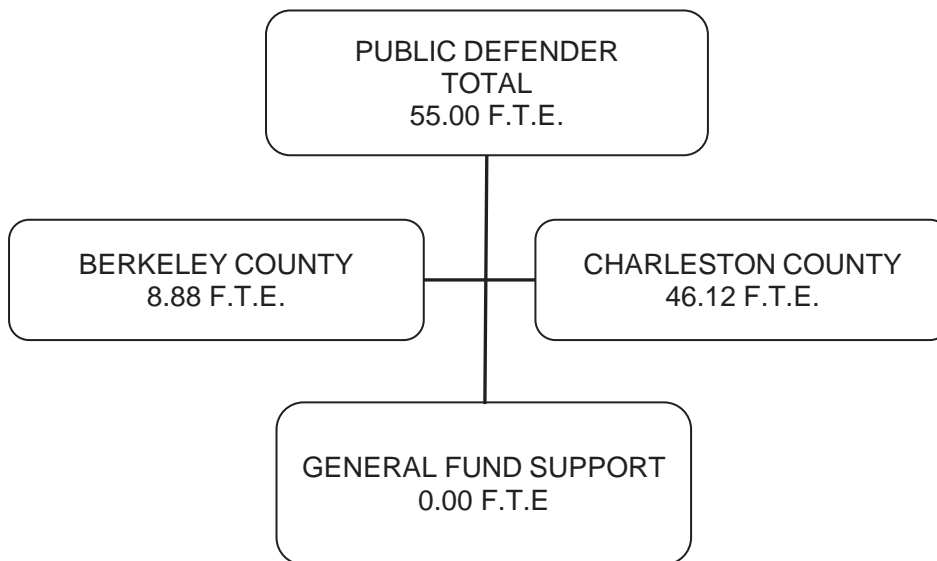 PUBLIC DEFENDER
TOTAL
55.00 F.T.E.
BERKELEY COUNTY
8.88 F.T.E.
CHARLESTON COUNTY
46.12 F.T.E.
GENERAL FUND SUPPORT
0.00 F.T.E